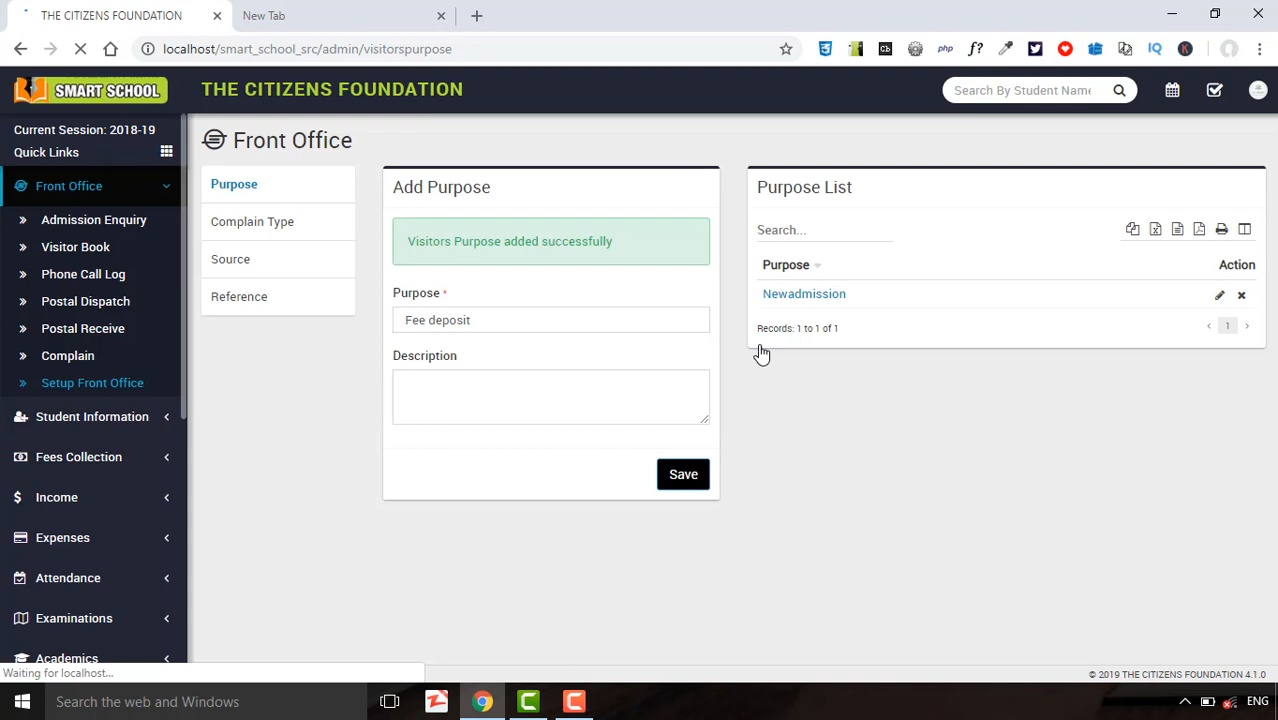 THE CITIZENS FOUNDATION
New Tab
localhost/smart_school_src/admin/visitorspurpose
Cb
php
f?
IQ
K
SMART SCHOOL
THE CITIZENS FOUNDATION
Search By Student Name
Current Session: 2018-19
Quick Links
Front Office
Admission Enquiry
Visitor Book
Phone Call Log
Postal Dispatch
Postal Receive
Complain
Setup Front Office
Student Information
Fees Collection
Income
Expenses
Attendance
Examinations
Academics
Front Office
Purpose
Complain Type
Source
Reference
Add Purpose
Visitors Purpose added successfully
Purpose *
Fee deposit
Description
Save
Purpose List
Search...
Purpose
Action
Newadmission
Records: 1 to 1 of 1
1
Waiting for localhost...
© 2019 THE CITIZENS FOUNDATION 4.1.0
Search the web and Windows
ENG